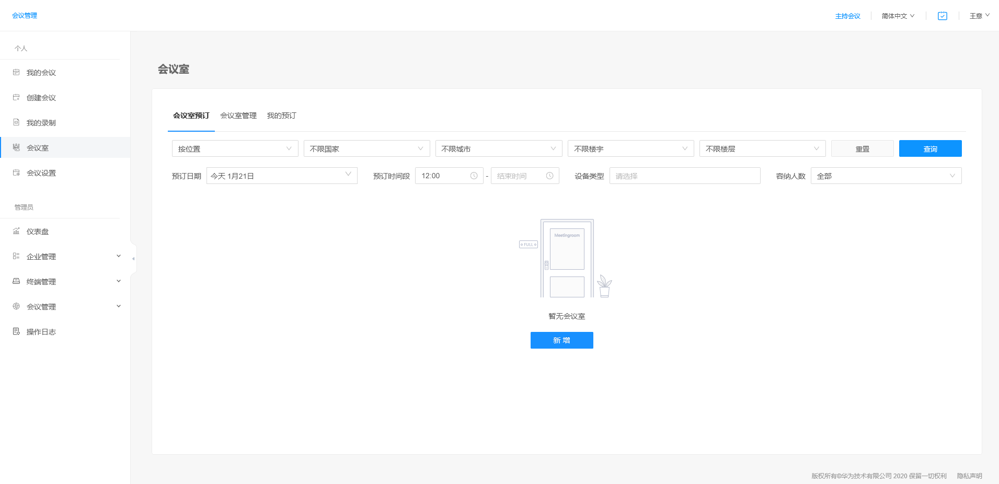 会议管理
主持会议 简体中文 王意
个人
我的会议
创建会议
我的录制
会议室
会议设置
管理员
仪表盘
企业管理
终端管理
会议管理
操作日志
会议室
会议室预订 会议室管理 我的预订
按位置 不限国家 不限城市 不限楼宇 不限楼层 重置 查询
预订日期 今天 1月21日 预订时间段 12:00 - 结束时间 设备类型 请选择 容纳人数 全部
Meetingroom
FULL
暂无会议室
新 增
版权所有©华为技术有限公司 2020 保留一切权利 隐私声明